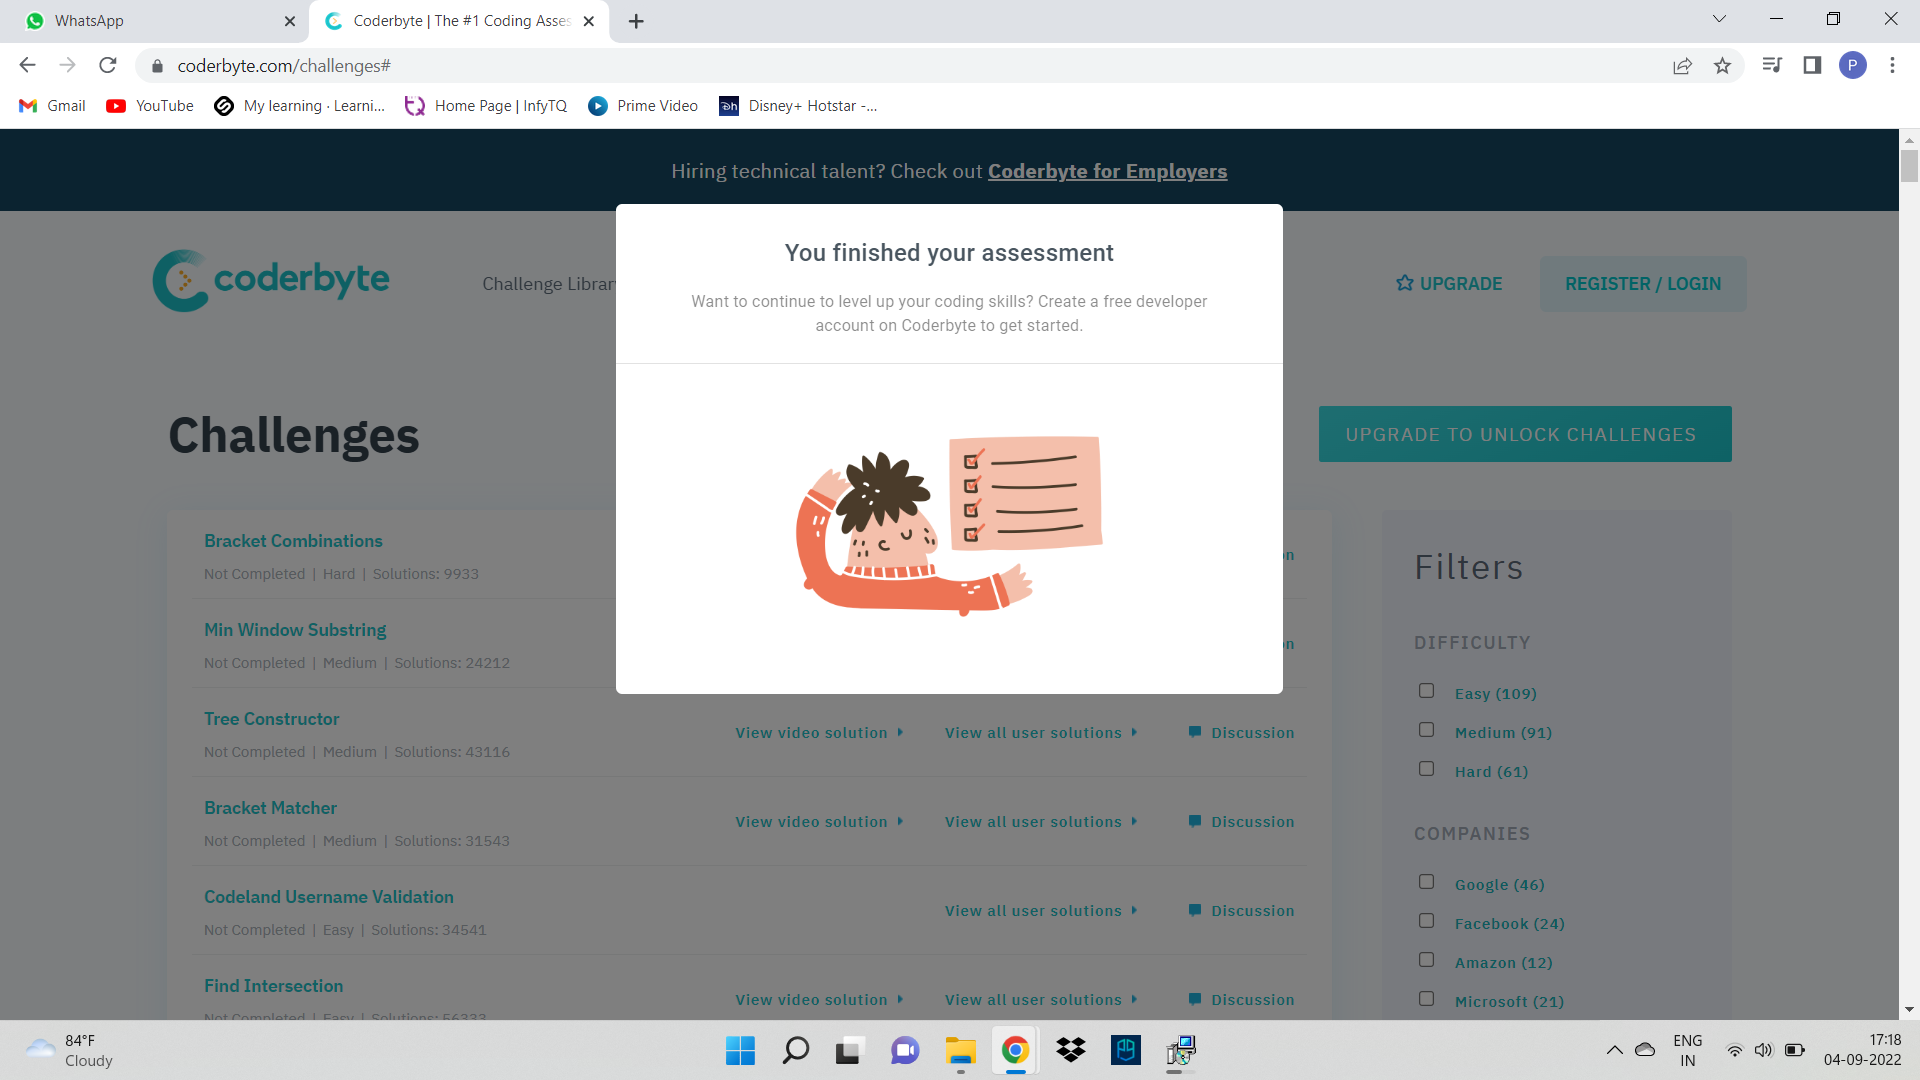 WhatsApp
Coderbyte | The #1 Coding Asses
coderbyte.com/challenges#
P
Gmail
YouTube
My learning · Learni...
Home Page | InfyTQ
Prime Video
Disney+ Hotstar -...
Hiring technical talent? Check out Coderbyte for Employers
coderbyte
Challenge Library
UPGRADE
REGISTER / LOGIN
You finished your assessment
Want to continue to level up your coding skills? Create a free developer
account on Coderbyte to get started.
Challenges
UPGRADE TO UNLOCK CHALLENGES
Bracket Combinations
Not Completed | Hard | Solutions: 9933
Min Window Substring
Not Completed | Medium | Solutions: 24212
Tree Constructor
Not Completed | Medium | Solutions: 43116
View video solution
View all user solutions
Discussion
Bracket Matcher
Not Completed | Medium | Solutions: 31543
View video solution
View all user solutions
Discussion
Codeland Username Validation
Not Completed | Easy | Solutions: 34541
View all user solutions
Discussion
Find Intersection
Not Completed | Easy | Solutions: 56333
View video solution
View all user solutions
Discussion
Filters
DIFFICULTY
Easy (109)
Medium (91)
Hard (61)
COMPANIES
Google (46)
Facebook (24)
Amazon (12)
Microsoft (21)
84°F
Cloudy
ENG
IN
17:18
04-09-2022